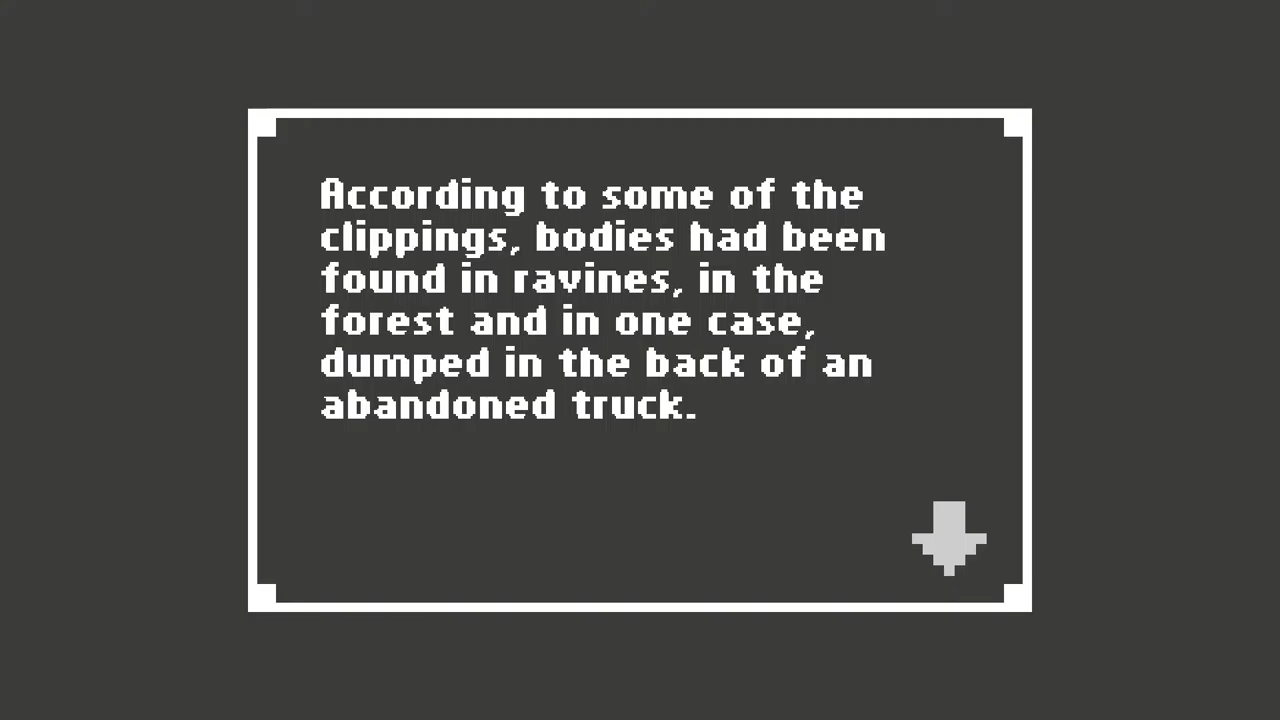 According to some of the
clippings, bodies had been
found in ravines, in the
forest and in one case,
dumped in the back of an
abandoned truck.